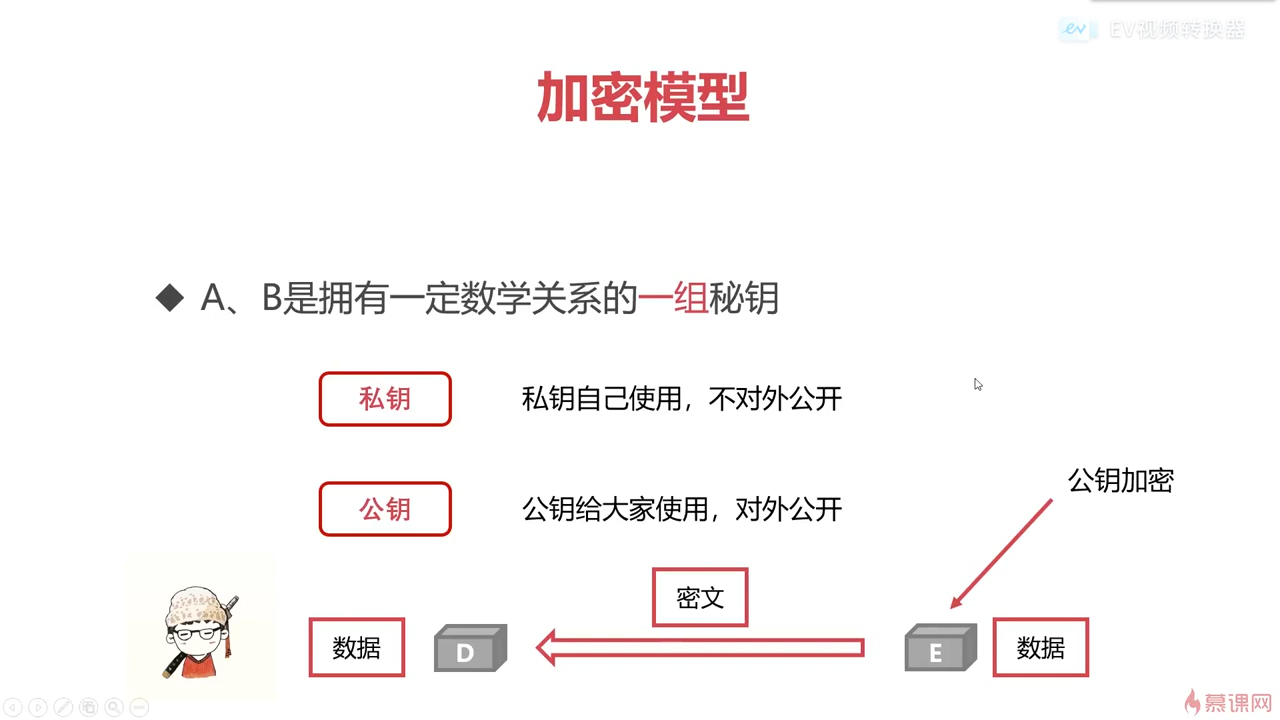 EV视频转换器
加密模型
◆ A、B是拥有一定数学关系的一组秘钥
私钥 私钥自己使用，不对外公开
公钥加密
公钥 公钥给大家使用，对外公开
密文
数据 D E 数据
慕课网